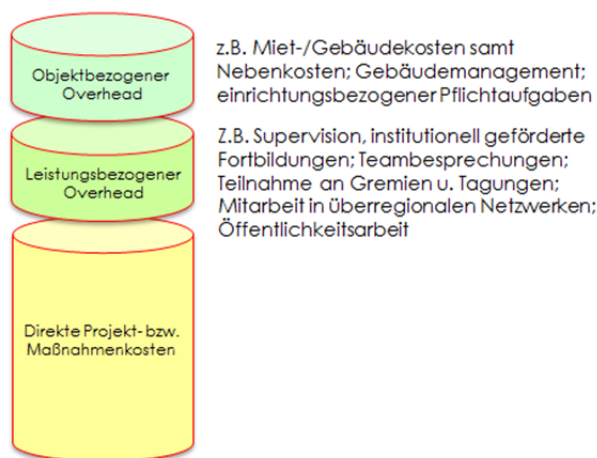 Objektbezogener
Overhead
z.B. Miet-/Gebäudekosten samt
Nebenkosten; Gebäudemanagement;
einrichtungsbezogener Pflichtaufgaben
Leistungsbezogener
Overhead
Z.B. Supervision, institutionell geförderte
Fortbildungen; Teambesprechungen;
Teilnahme an Gremien u. Tagungen;
Mitarbeit in überregionalen Netzwerken;
Öffentlichkeitsarbeit
Direkte Projekt- bzw.
Maßnahmenkosten